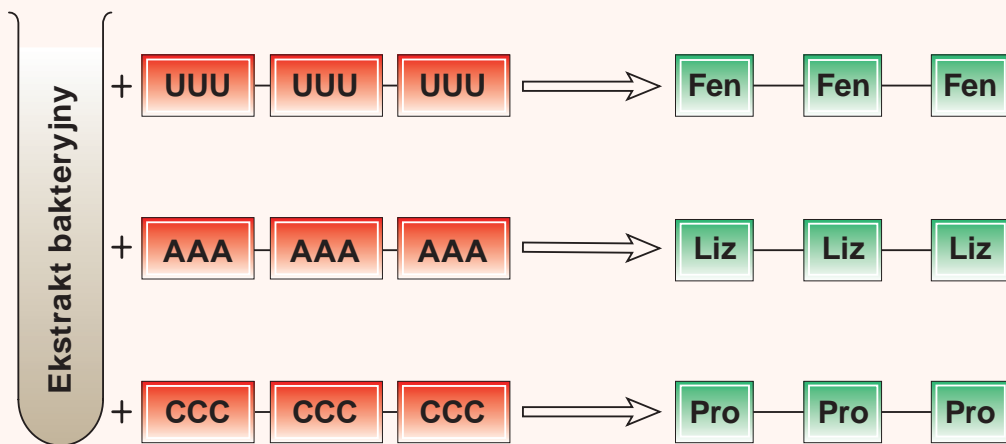 Ekstrakt bakteryjny
+ UUU UUU UUU Fen Fen Fen
+ AAA AAA AAA Liz Liz Liz
+ CCC CCC CCC Pro Pro Pro